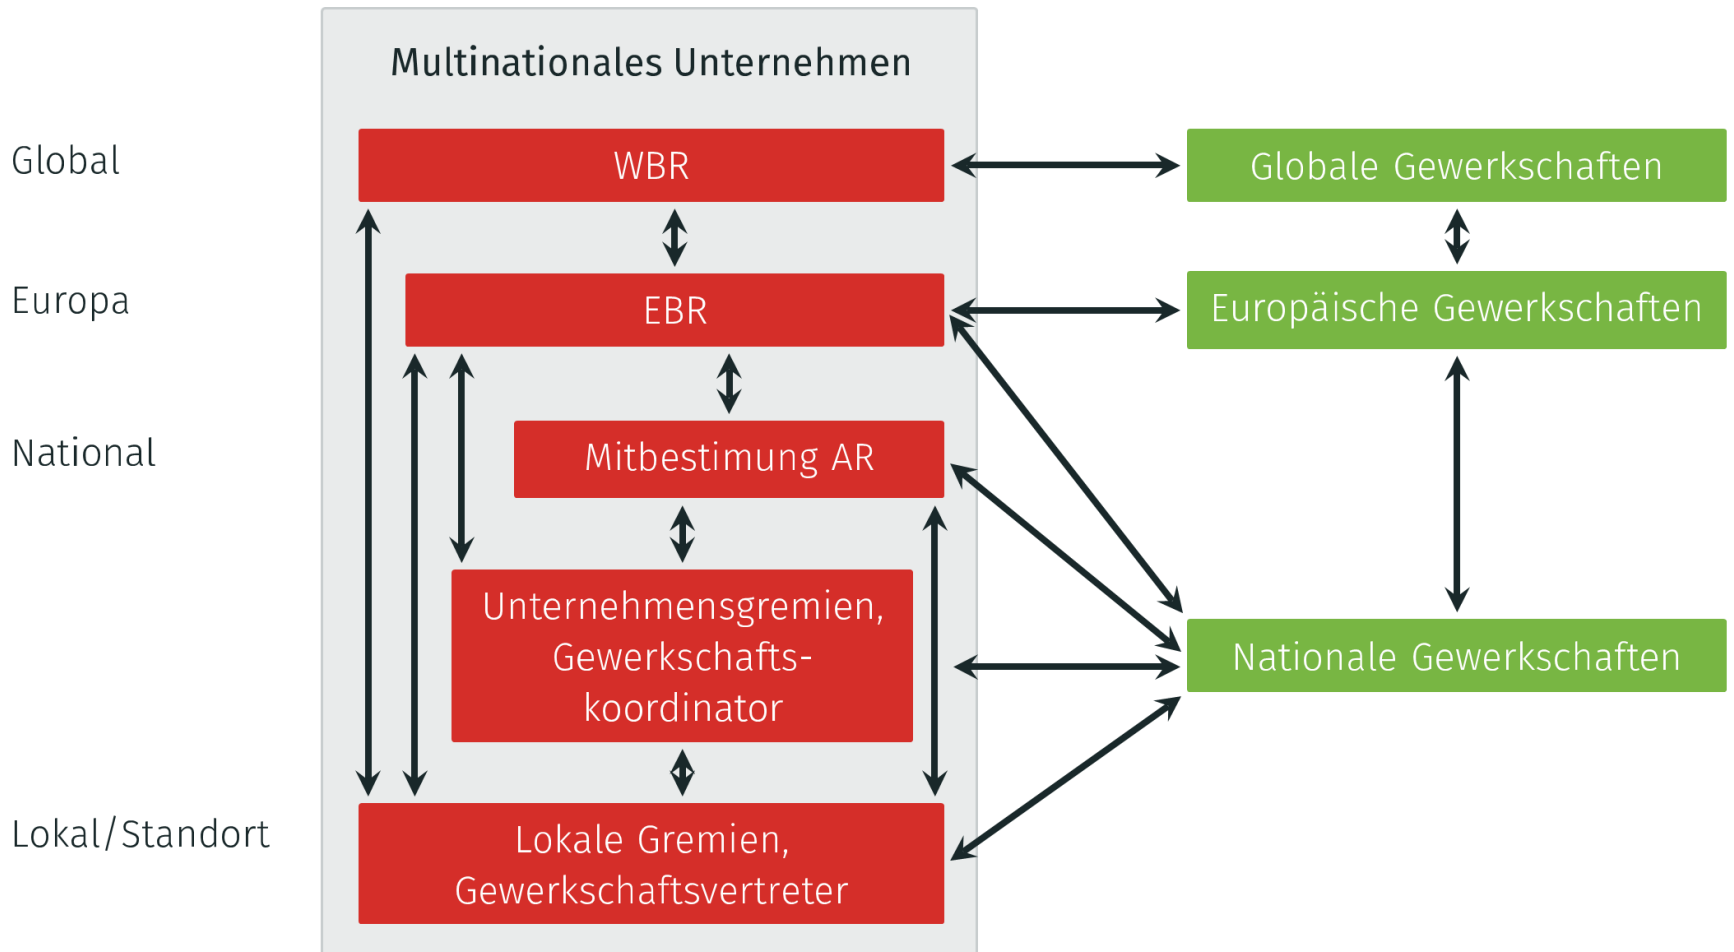 Multinationales Unternehmen
Global
WBR
Globale Gewerkschaften
Europa
EBR
Europäische Gewerkschaften
National
Mitbestimung AR
Unternehmensgremien,
Gewerkschafts-
koordinator
Nationale Gewerkschaften
Lokal/Standort
Lokale Gremien,
Gewerkschaftsvertreter